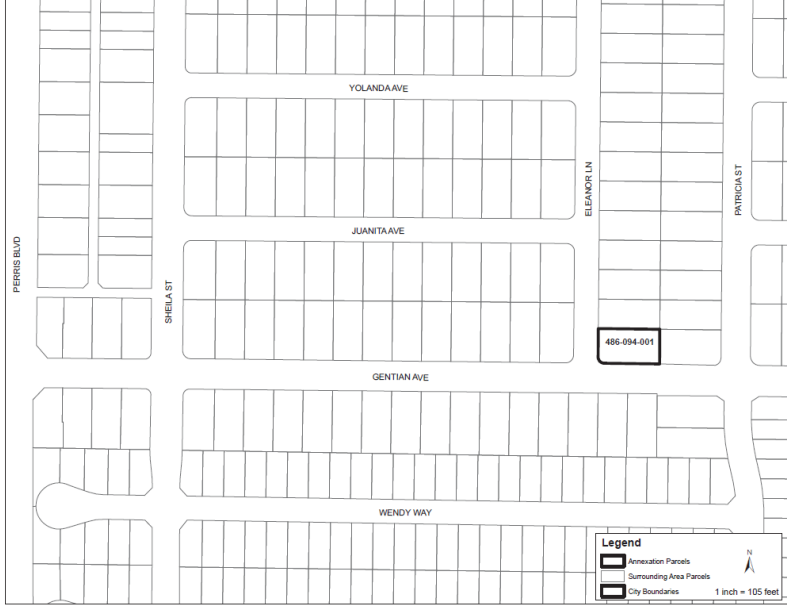 YOLANDA AVE
ELEANOR LN
PATRICIA ST
JUANITA AVE
PERRIS BLVD
SHEILA ST
486-094-001
GENTIAN AVE
WENDY WAY
Legend
Annexation Parcels
Surrounding Area Parcels
City Boundaries
N
1 inch = 105 feet